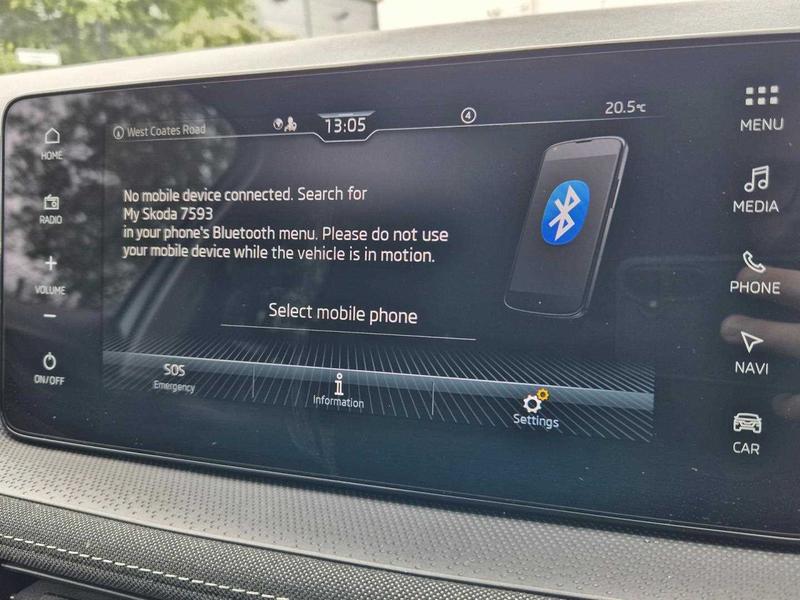 West Coates Road
13:05
4
20.5°C
HOME
RADIO
+
VOLUME
–
ON/OFF
No mobile device connected. Search for
My Skoda 7593
in your phone's Bluetooth menu. Please do not use
your mobile device while the vehicle is in motion.
Select mobile phone
SOS
Emergency
Information
Settings
MENU
MEDIA
PHONE
NAVI
CAR